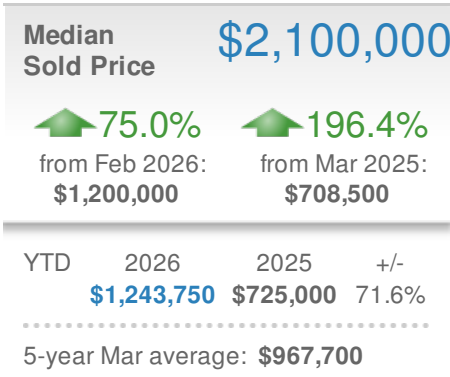 Median
Sold Price
$2,100,000
75.0% 196.4%
from Feb 2026: from Mar 2025:
$1,200,000 $708,500
YTD 2026 2025 +/-
$1,243,750 $725,000 71.6%
5-year Mar average: $967,700